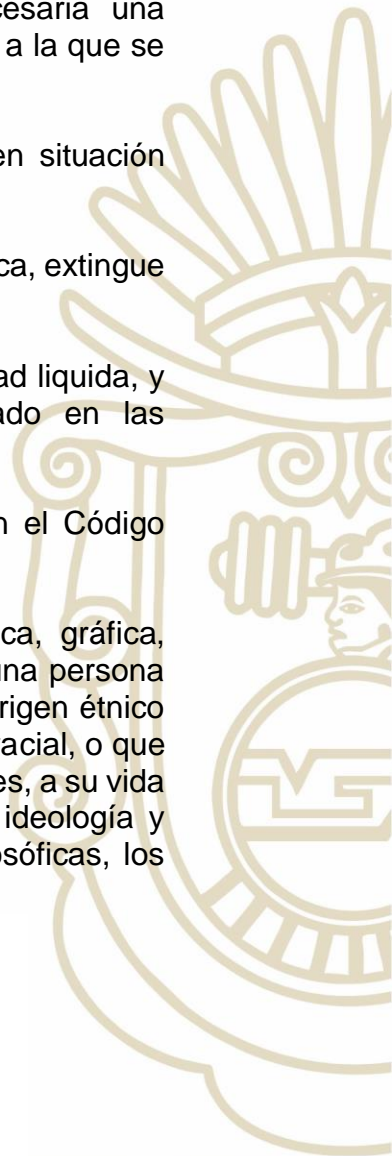 cesaria una
a la que se
en situación
ca, extingue
ad liquida, y
ado en las
n el Código
ca, gráfica,
una persona
rigen étnico
racial, o que
es, a su vida
ideología y
osóficas, los